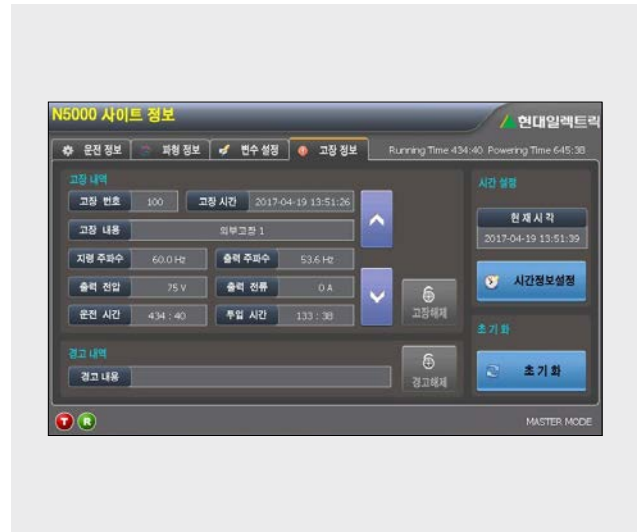 N5000 사이트 정보
현대일렉트릭
운전 정보 파형 정보 변수 설정 고장 정보 Running Time 434:40 Powering Time 645:38
고장 내역
고장 번호 100 고장 시간 2017-04-19 13:51:26
고장 내용 외부고장 1
지령 주파수 60.0 Hz 출력 주파수 53.6 Hz
출력 전압 75 V 출력 전류 0 A
운전 시간 434 : 40 투입 시간 133 : 38
고장해제
경고 내역
경고 내용
경고해제
시간 설정
현재시각
2017-04-19 13:51:39
시간정보설정
초기화
초기화
T R
MASTER MODE